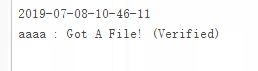 2019-07-08-10-46-11
aaaa : Got A File! (Verified)